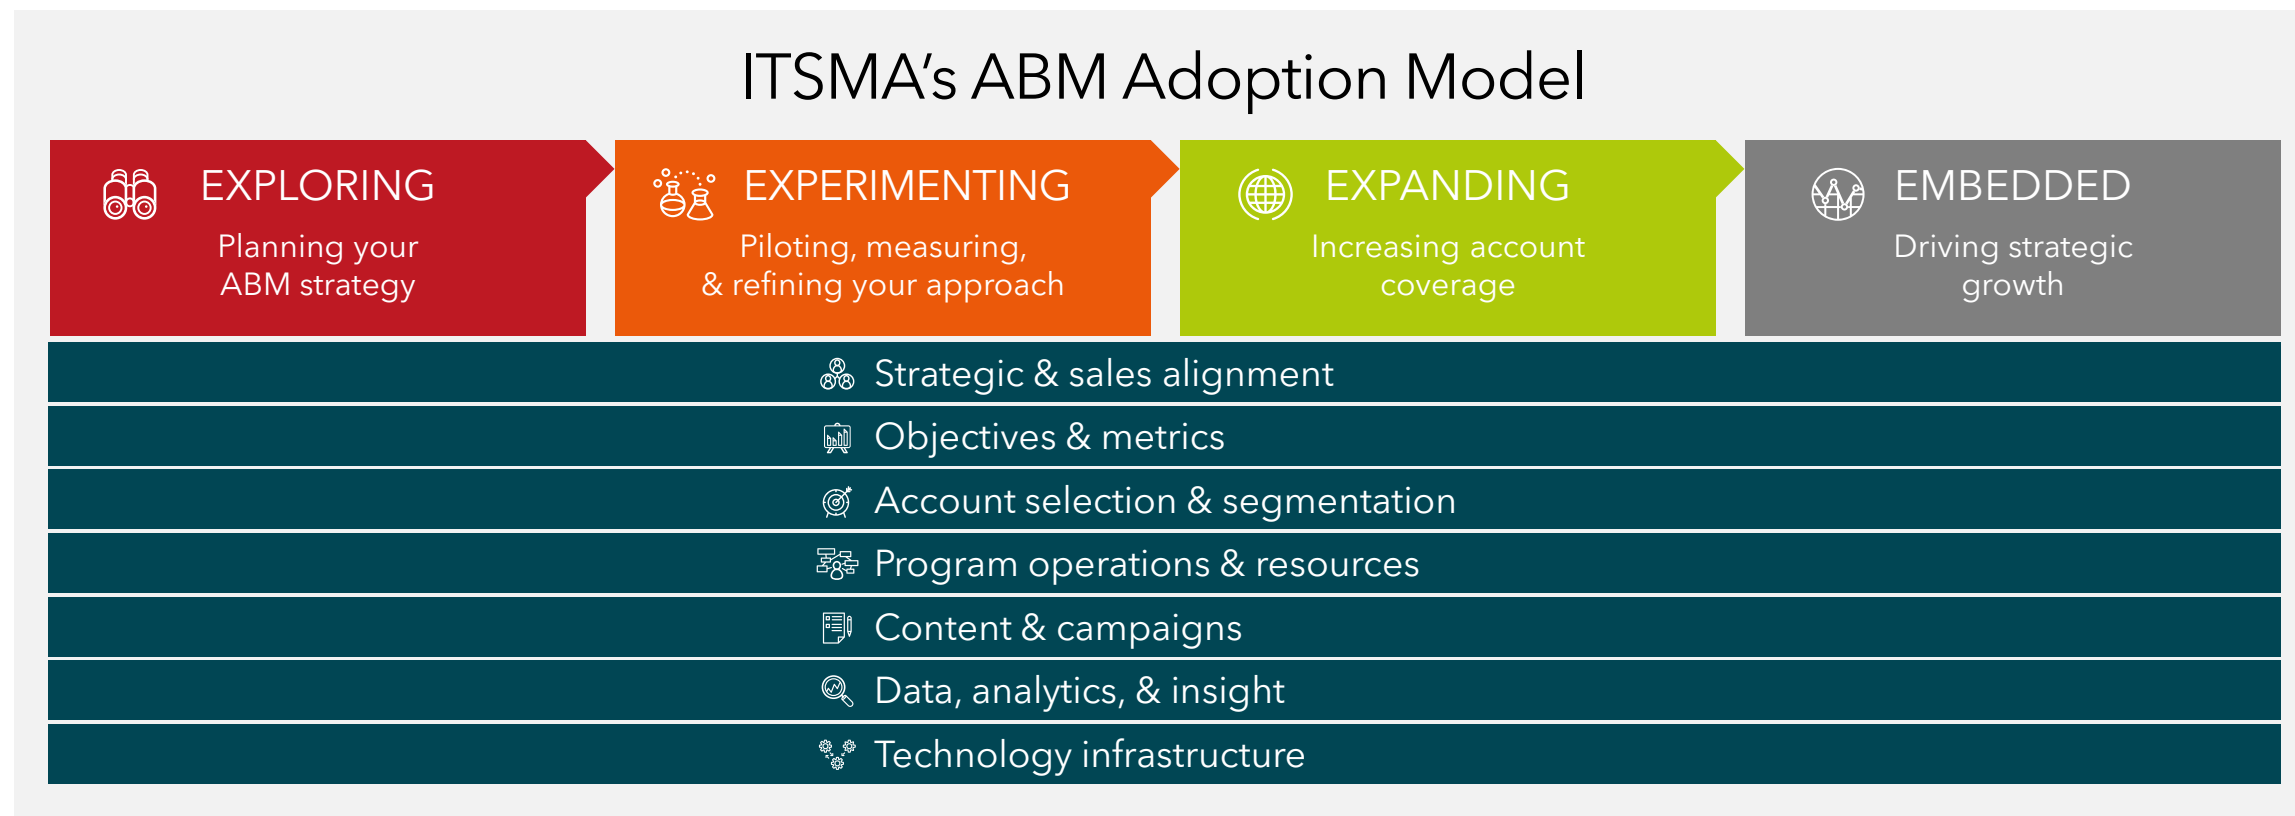 ITSMA’s ABM Adoption Model
EXPLORING
Planning your
ABM strategy
EXPERIMENTING
Piloting, measuring,
& refining your approach
EXPANDING
Increasing account
coverage
EMBEDDED
Driving strategic
growth
Strategic & sales alignment
Objectives & metrics
Account selection & segmentation
Program operations & resources
Content & campaigns
Data, analytics, & insight
Technology infrastructure